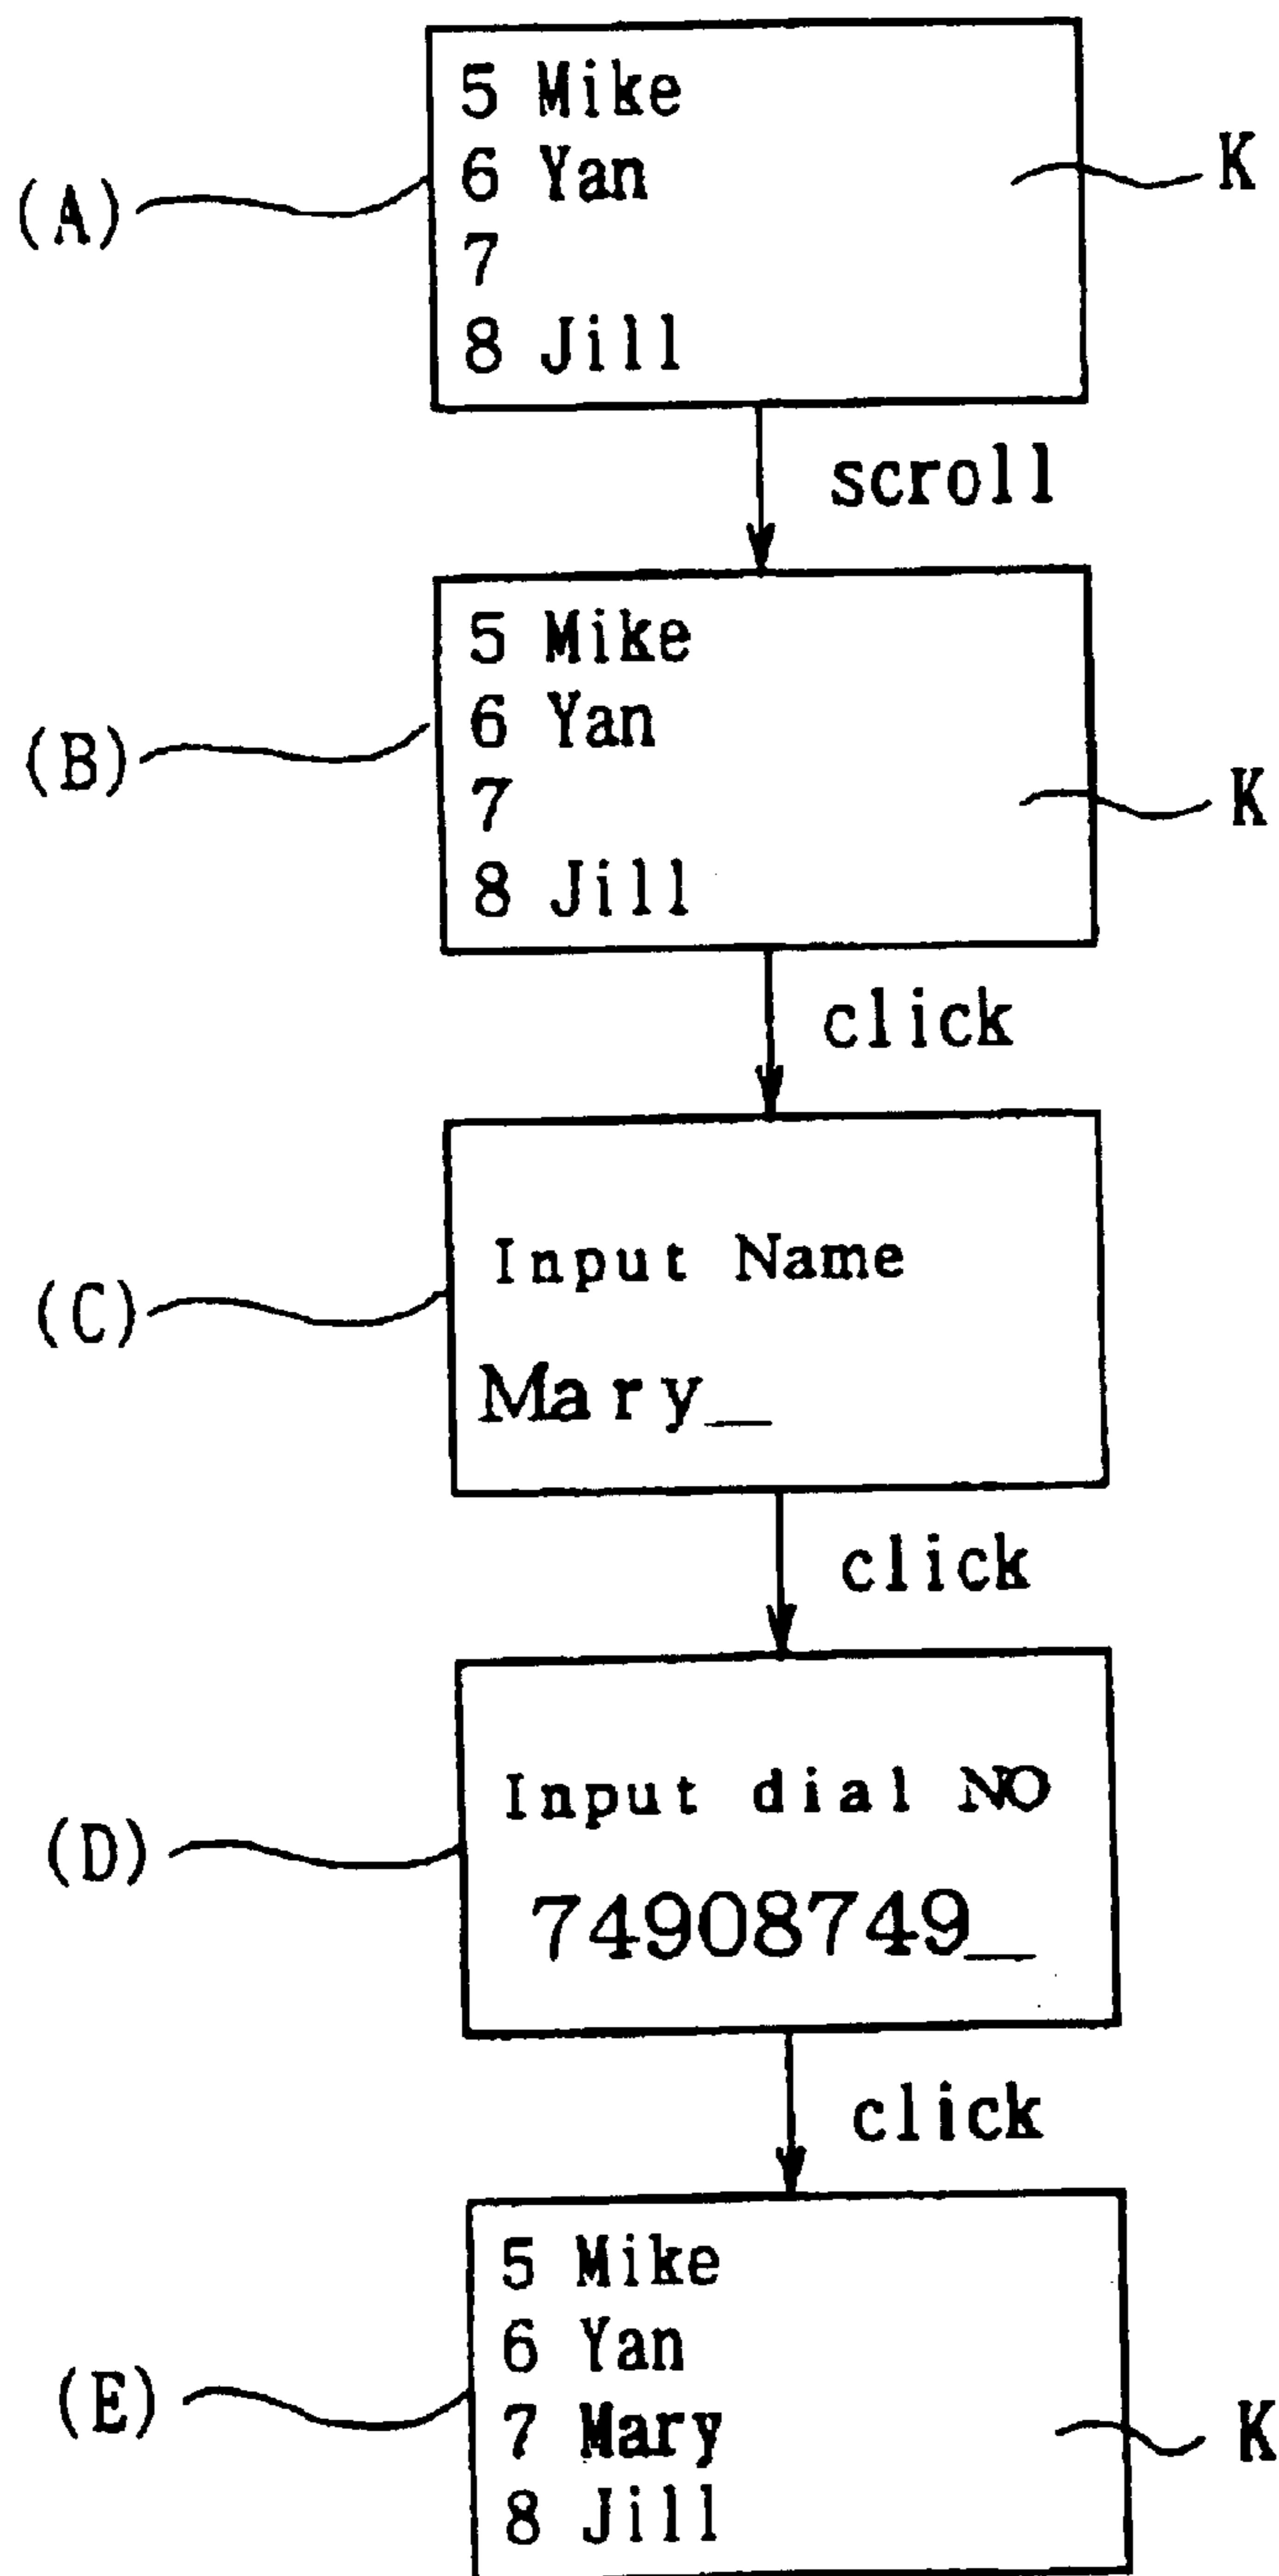 5 Mike
6 Yan
7
8 Jill
(A)
K
scroll
5 Mike
6 Yan
7
8 Jill
(B)
K
click
Input Name
Mary_
(C)
click
Input dial NO
74908749_
(D)
click
5 Mike
6 Yan
7 Mary
8 Jill
(E)
K